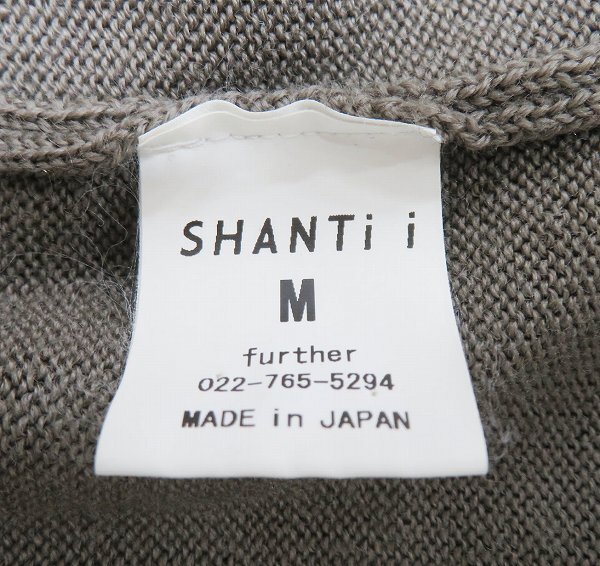 SHANTi i
M
further
022-765-5294
MADE in JAPAN